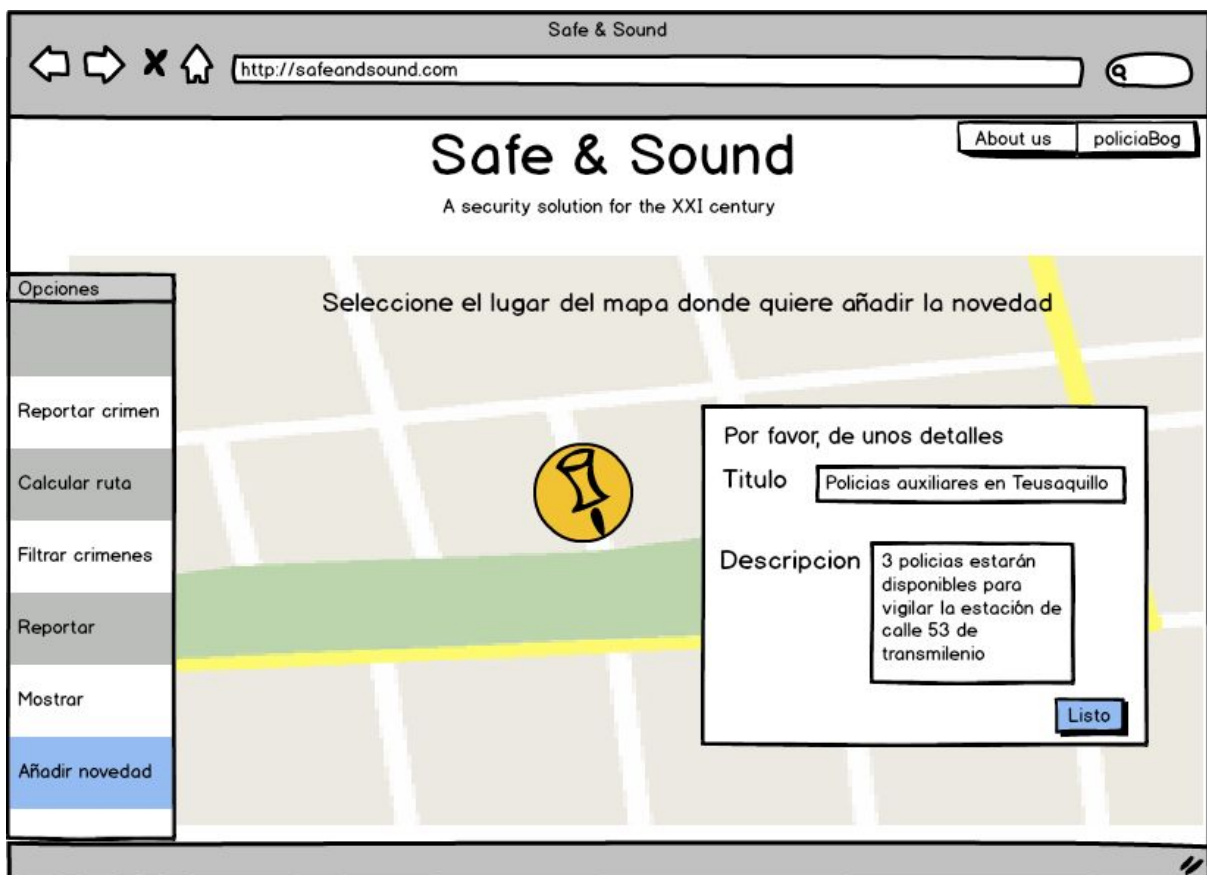 Safe & Sound
http://safeandsound.com
About us
policiaBog
Safe & Sound
A security solution for the XXI century
Opciones
Reportar crimen
Calcular ruta
Filtrar crimenes
Reportar
Mostrar
Añadir novedad
Seleccione el lugar del mapa donde quiere añadir la novedad
Por favor, de unos detalles
Titulo
Policias auxiliares en Teusaquillo
Descripcion
3 policias estarán
disponibles para
vigilar la estación de
calle 53 de
transmilenio
Listo